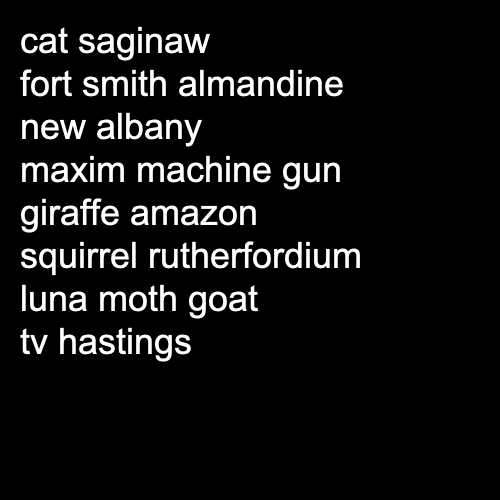 cat saginaw
fort smith almandine
new albany
maxim machine gun
giraffe amazon
squirrel rutherfordium
luna moth goat
tv hastings